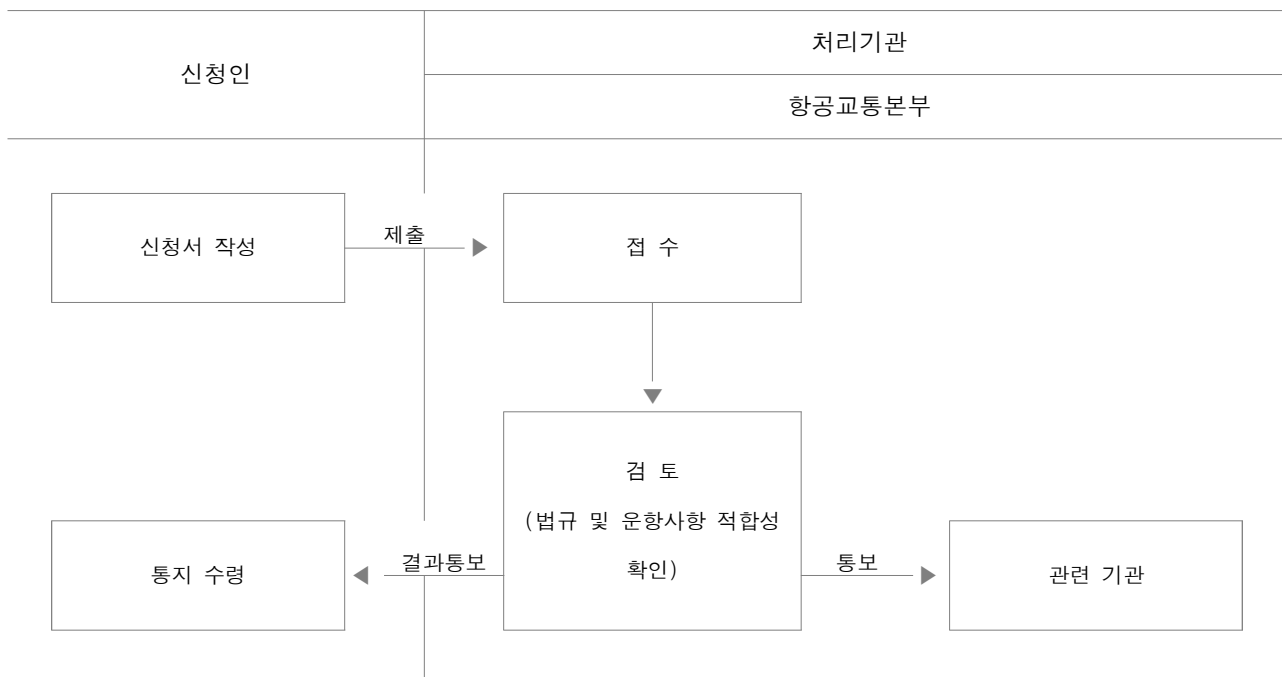 신청인
처리기관
항공교통본부
신청서 작성
제출
접 수
검 토
(법규 및 운항사항 적합성
확인)
결과통보
통지 수령
통보
관련 기관